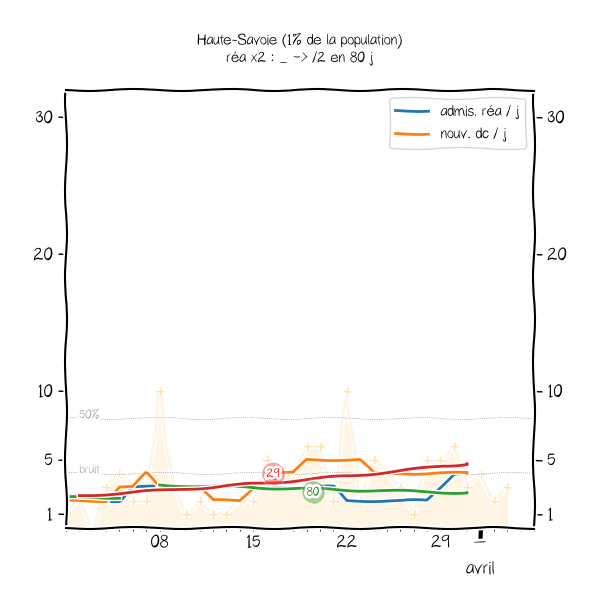 Haute-Savoie (1% de la population)
réa x2 : _ -> /2 en 80 j
admis. réa / j
nouv. dc / j
30 30
20 20
10 10
50%
5 5
bruit
29
80
1 1
08 15 22 29
avril